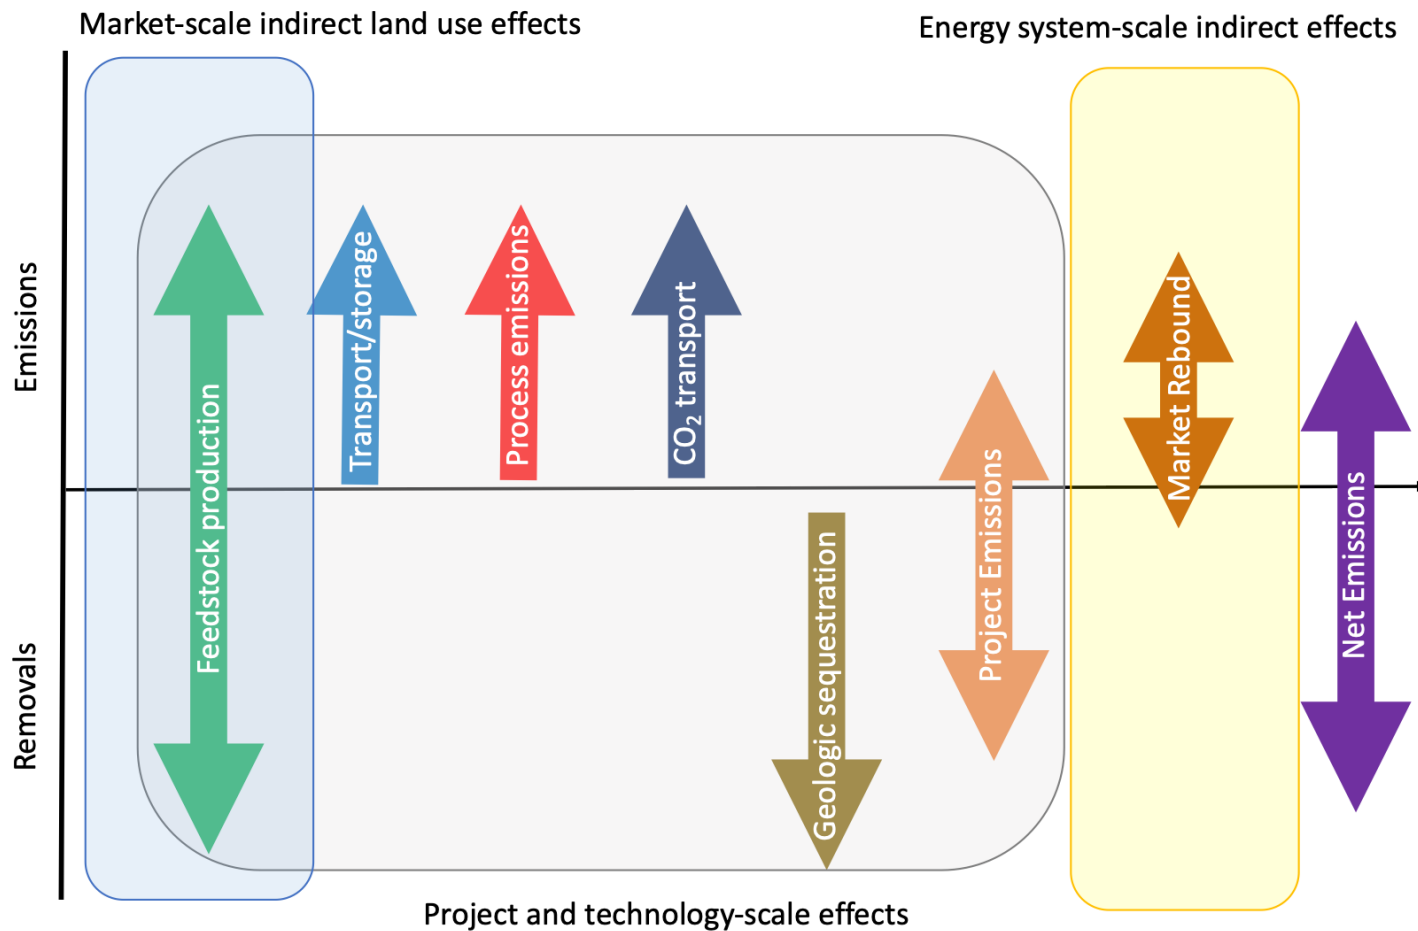 Market-scale indirect land use effects
Energy system-scale indirect effects
Emissions
Removals
Feedstock production
Transport/storage
Process emissions
CO₂ transport
Geologic sequestration
Project Emissions
Market Rebound
Net Emissions
Project and technology-scale effects